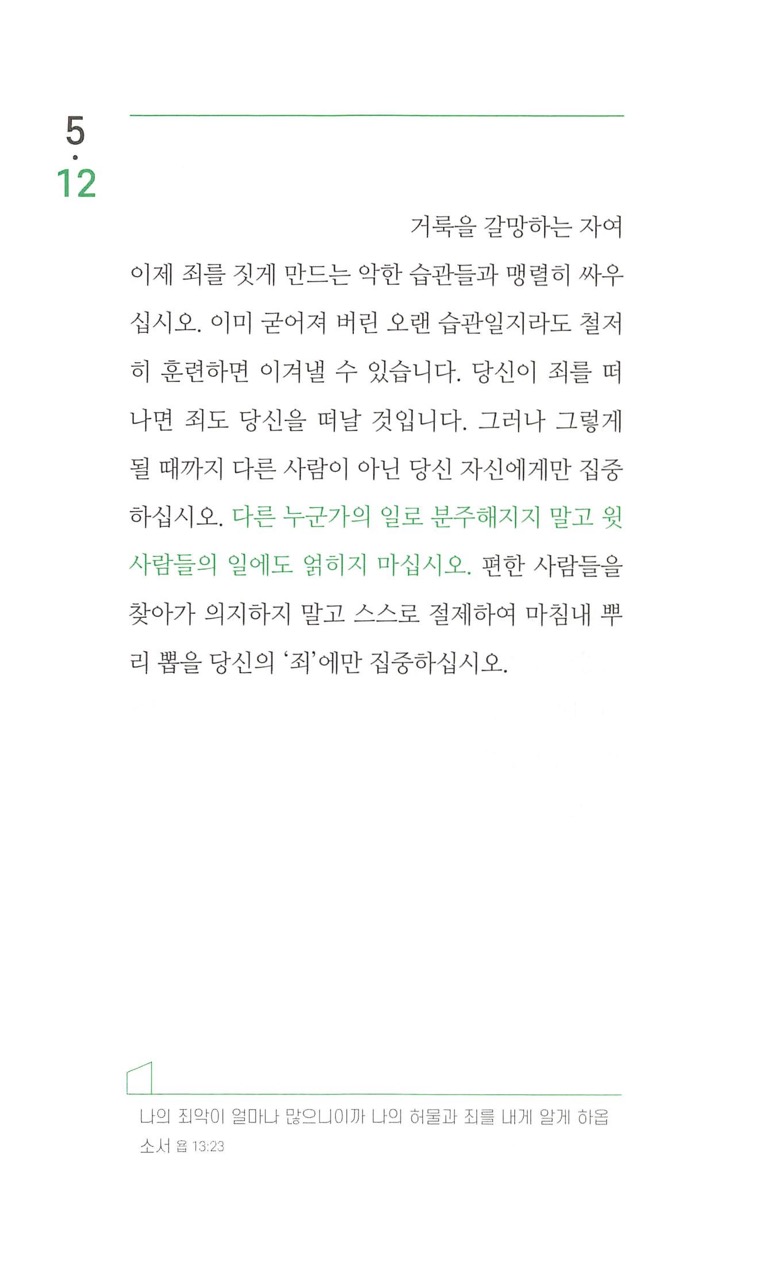 5
·
12
거룩을 갈망하는 자여
이제 죄를 짓게 만드는 악한 습관들과 맹렬히 싸우
십시오. 이미 굳어져 버린 오랜 습관일지라도 철저
히 훈련하면 이겨낼 수 있습니다. 당신이 죄를 떠
나면 죄도 당신을 떠날 것입니다. 그러나 그렇게
될 때까지 다른 사람이 아닌 당신 자신에게만 집중
하십시오. 다른 누군가의 일로 분주해지지 말고 윗
사람들의 일에도 얽히지 마십시오. 편한 사람들을
찾아가 의지하지 말고 스스로 절제하여 마침내 뿌
리 뽑을 당신의 ‘죄’에만 집중하십시오.
나의 죄악이 얼마나 많으니이까 나의 허물과 죄를 내게 알게 하옵
소서 욥 13:23